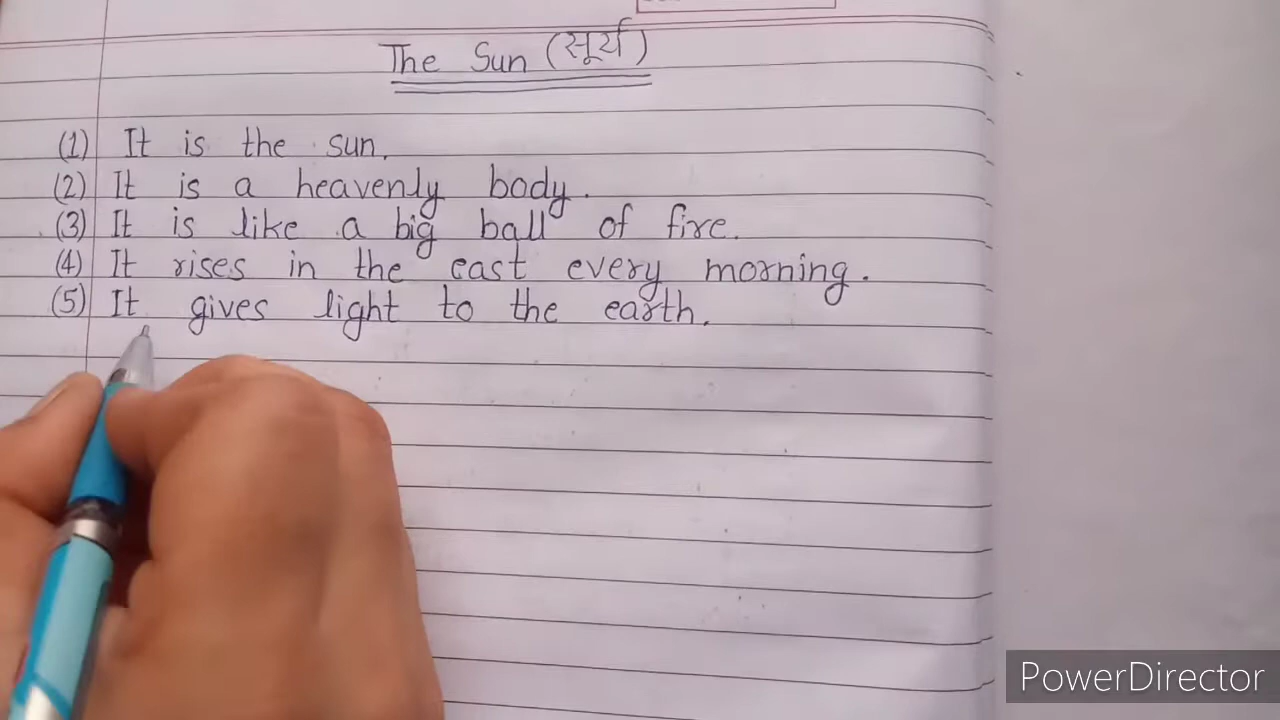 The Sun (सूर्य)
(1) It is the sun.
(2) It is a heavenly body.
(3) It is like a big ball of fire.
(4) It rises in the east every morning.
(5) It gives light to the earth.
PowerDirector